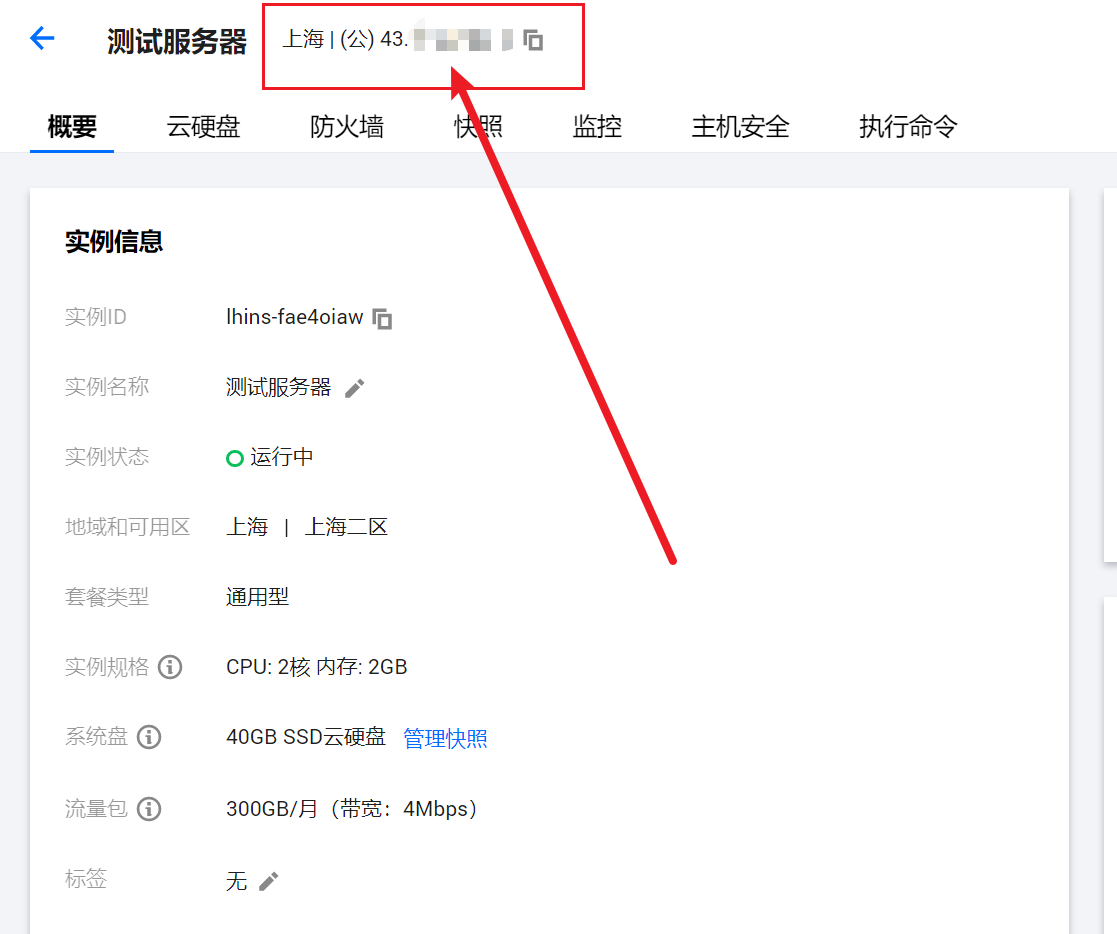 测试服务器 上海 | (公) 43.
概要 云硬盘 防火墙 快照 监控 主机安全 执行命令
实例信息
实例ID lhins-fae4oiaw
实例名称 测试服务器
实例状态 运行中
地域和可用区 上海 | 上海二区
套餐类型 通用型
实例规格 CPU: 2核 内存: 2GB
系统盘 40GB SSD云硬盘 管理快照
流量包 300GB/月（带宽：4Mbps）
标签 无